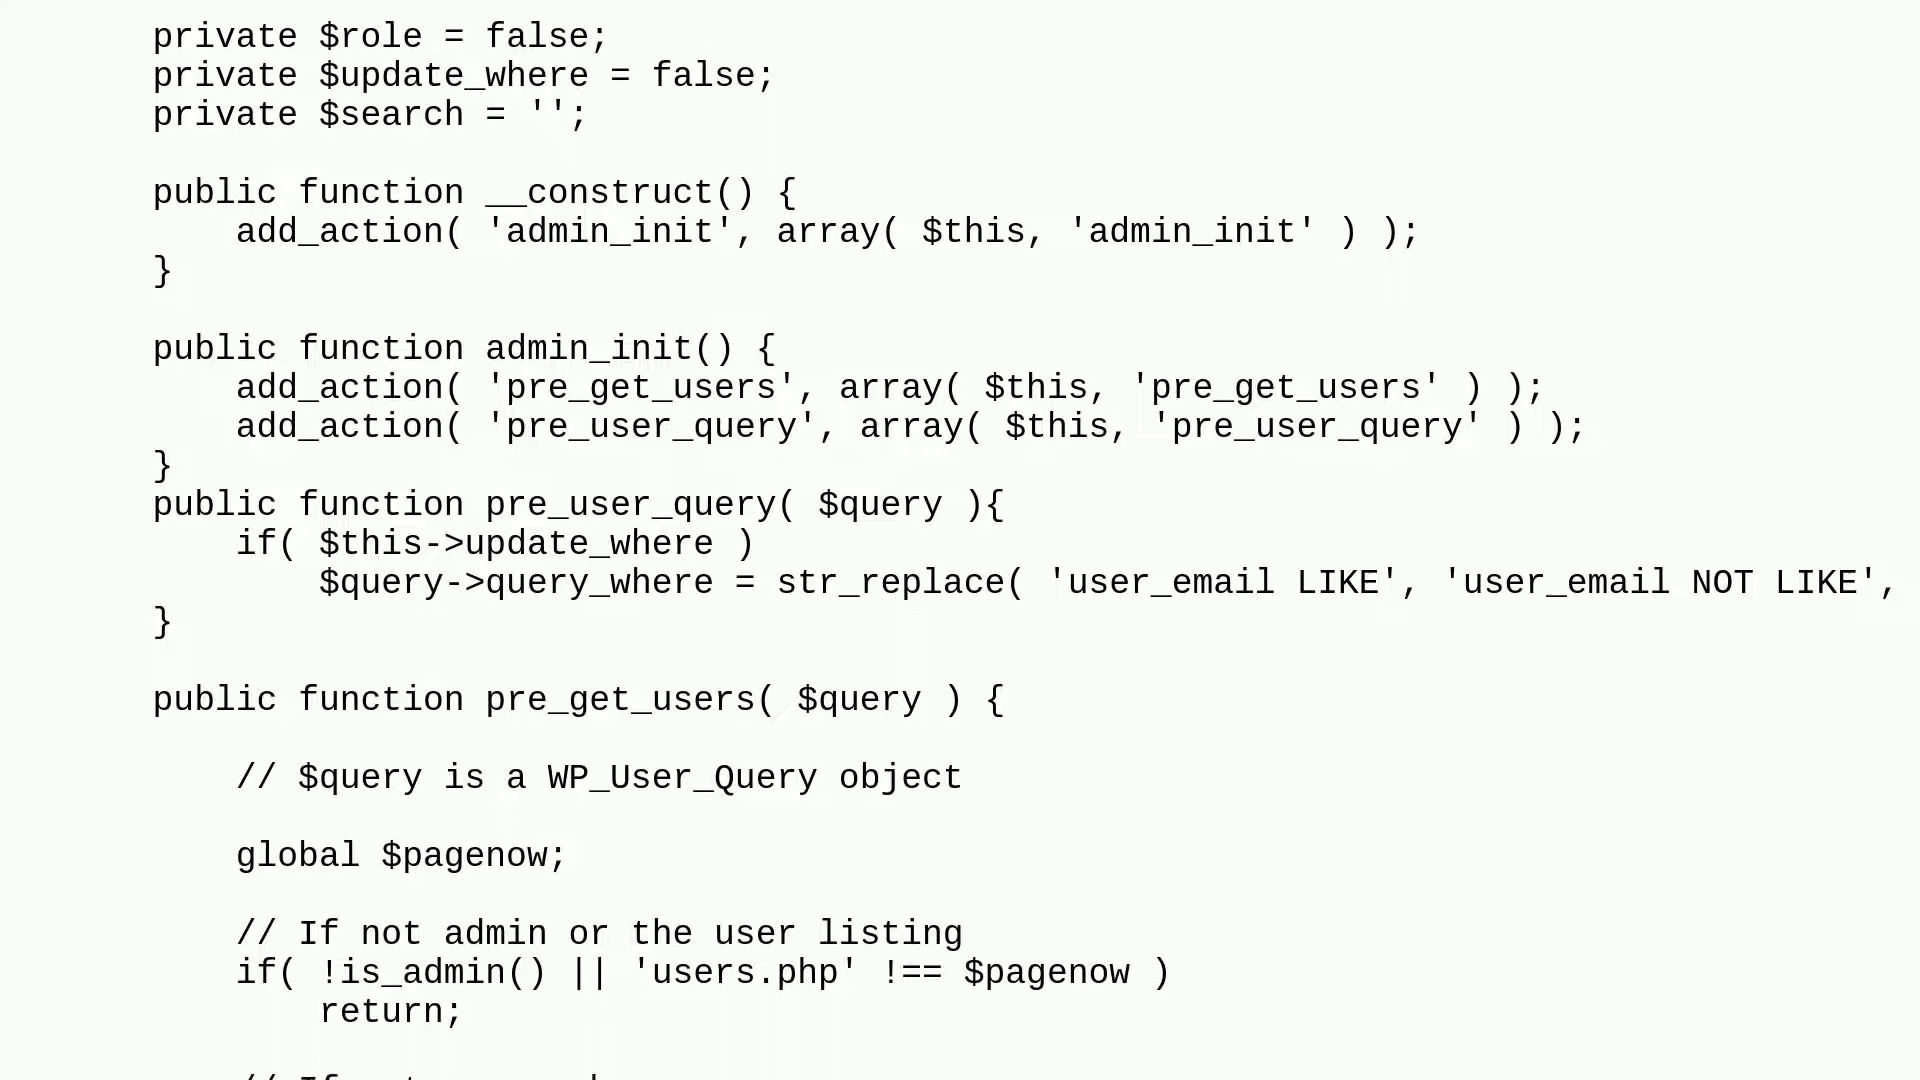 private $role = false;
private $update_where = false;
private $search = '';
public function __construct() {
add_action( 'admin_init', array( $this, 'admin_init' ) );
}
public function admin_init() {
add_action( 'pre_get_users', array( $this, 'pre_get_users' ) );
add_action( 'pre_user_query', array( $this, 'pre_user_query' ) );
}
public function pre_user_query( $query ){
if( $this->update_where )
$query->query_where = str_replace( 'user_email LIKE', 'user_email NOT LIKE',
}
public function pre_get_users( $query ) {
// $query is a WP_User_Query object
global $pagenow;
// If not admin or the user listing
if( !is_admin() || 'users.php' !== $pagenow )
return;